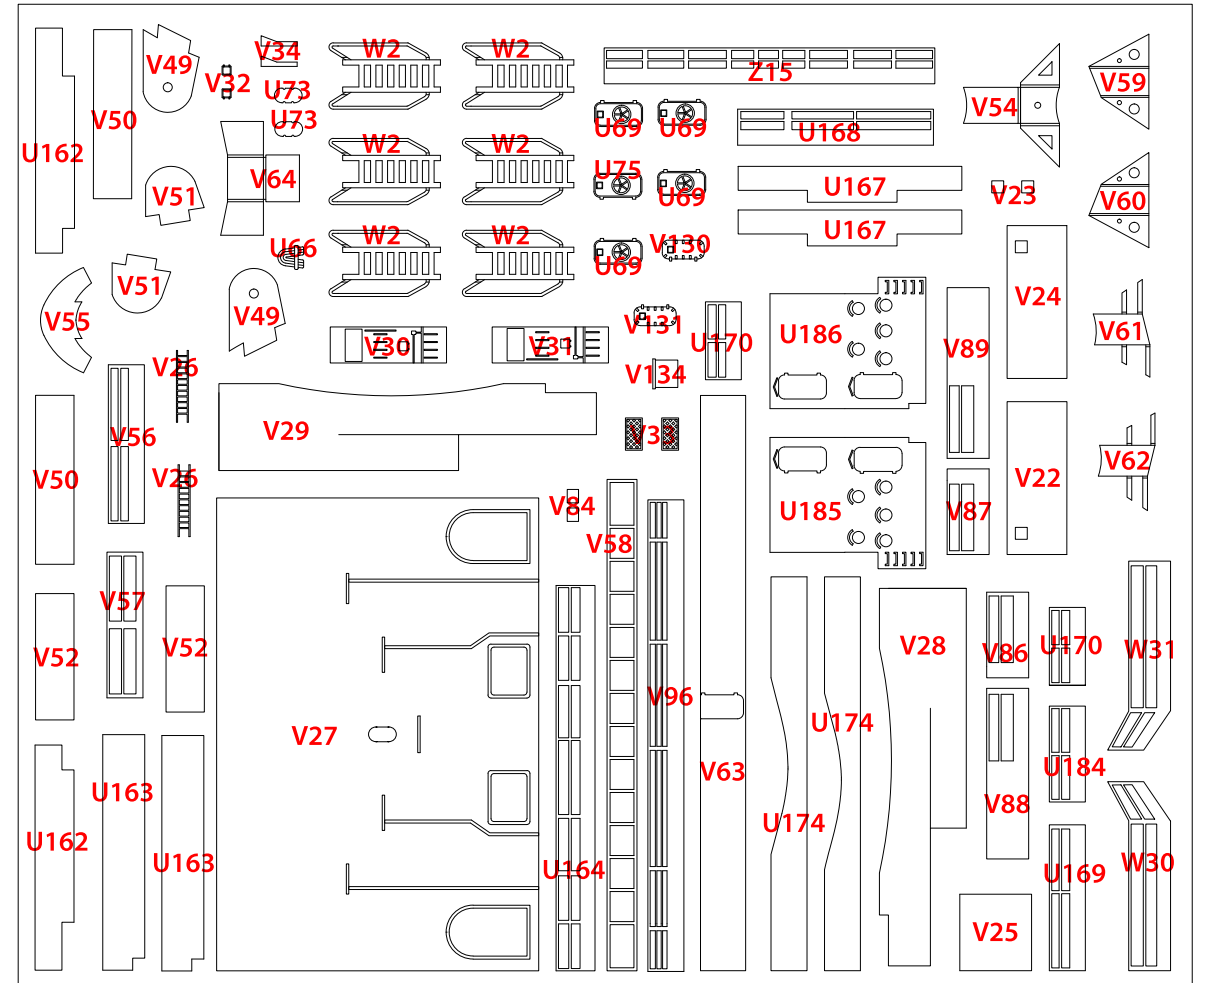 V49
V34
W2
W2
Z15
V32
U73
V59
V54
V50
U73
U69
U69
U168
U162
U75
V51
V64
U69
U167
V23
V60
U167
U66
W2
W2
W2
W2
V130
U69
V51
V24
V55
V49
V131
U186
V61
V30
V31
U170
V89
V26
V134
V29
V33
V56
V62
V50
V26
V22
V84
U185
V87
V58
V57
V52
V52
V28
V86
U170
W31
V96
U174
V27
V63
U184
U163
V88
U174
U162
U163
U164
U169
W30
V25